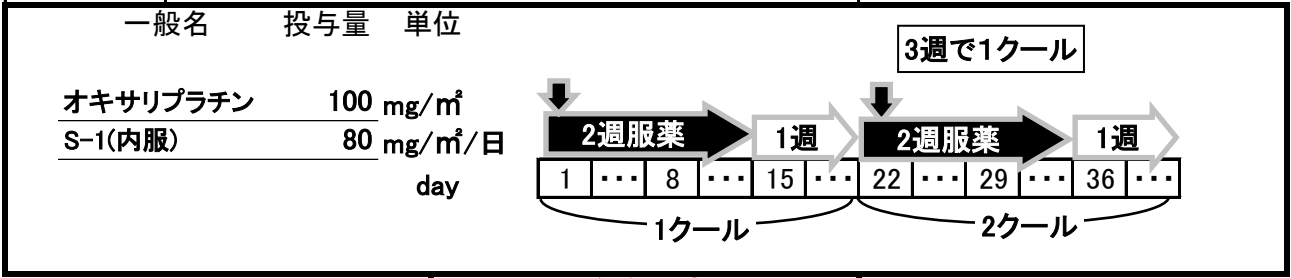 一般名 投与量 単位
3週で1クール
オキサリプラチン 100 mg/㎡
S-1(内服) 80 mg/㎡/日
2週服薬 1週 2週服薬 1週
day 1 ・・・ 8 ・・・ 15 ・・・ 22 ・・・ 29 ・・・ 36 ・・・
1クール 2クール